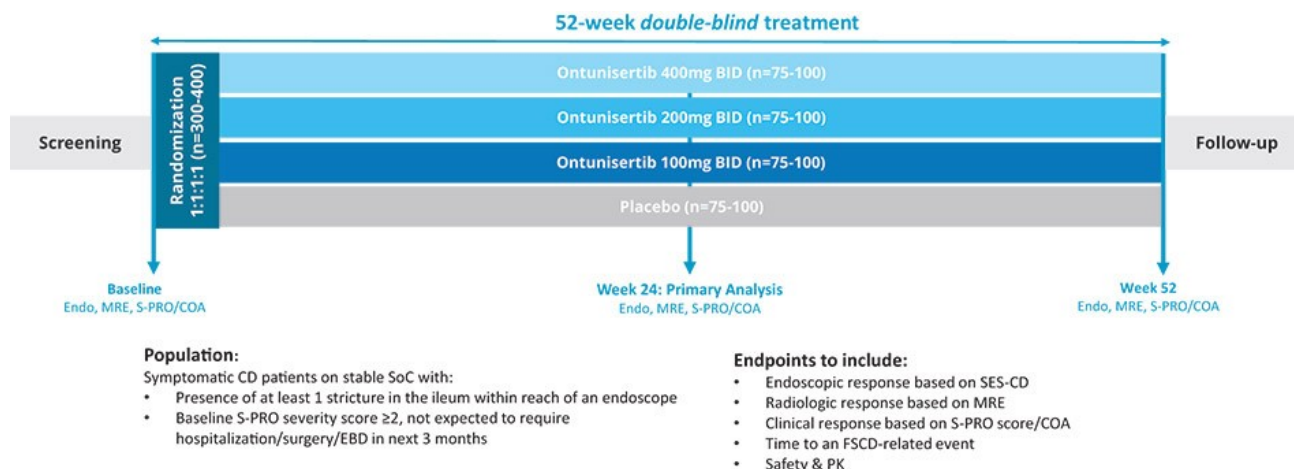 52-week double-blind treatment
Screening
Randomization
1:1:1:1 (n=300-400)
Ontunisertib 400mg BID (n=75-100)
Ontunisertib 200mg BID (n=75-100)
Ontunisertib 100mg BID (n=75-100)
Placebo (n=75-100)
Follow-up
Baseline
Endo, MRE, S-PRO/COA
Week 24: Primary Analysis
Endo, MRE, S-PRO/COA
Week 52
Endo, MRE, S-PRO/COA
Population:
Symptomatic CD patients on stable SoC with:
• Presence of at least 1 stricture in the ileum within reach of an endoscope
• Baseline S-PRO severity score ≥2, not expected to require
hospitalization/surgery/EBD in next 3 months
Endpoints to include:
• Endoscopic response based on SES-CD
• Radiologic response based on MRE
• Clinical response based on S-PRO score/COA
• Time to an FSCD-related event
• Safety & PK